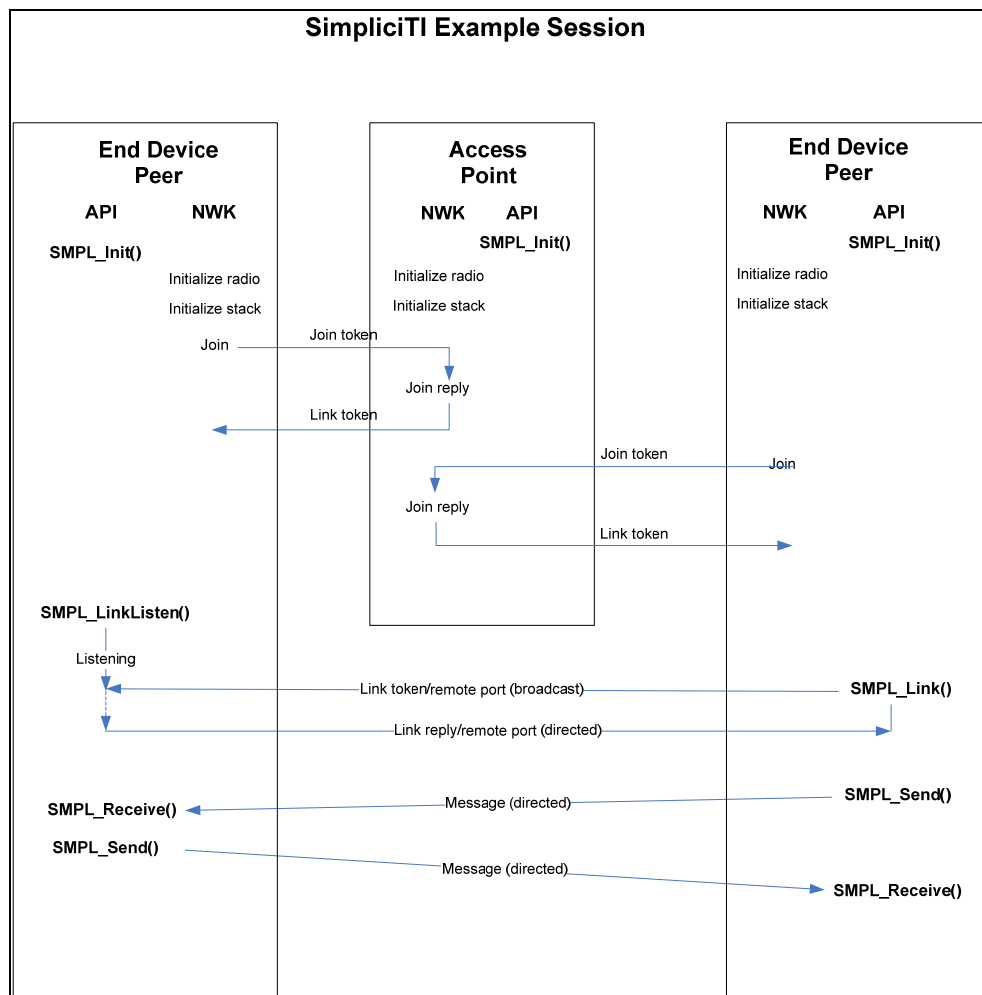 SimpliciTI Example Session
End Device
Peer
Access
Point
End Device
Peer
API NWK
NWK API
NWK API
SMPL_Init()
SMPL_Init()
SMPL_Init()
Initialize radio
Initialize radio
Initialize radio
Initialize stack
Initialize stack
Initialize stack
Join
Join token
Join reply
Link token
Join token
Join
Join reply
Link token
SMPL_LinkListen()
Listening
Link token/remote port (broadcast)
SMPL_Link()
Link reply/remote port (directed)
SMPL_Receive()
Message (directed)
SMPL_Send()
SMPL_Send()
Message (directed)
SMPL_Receive()